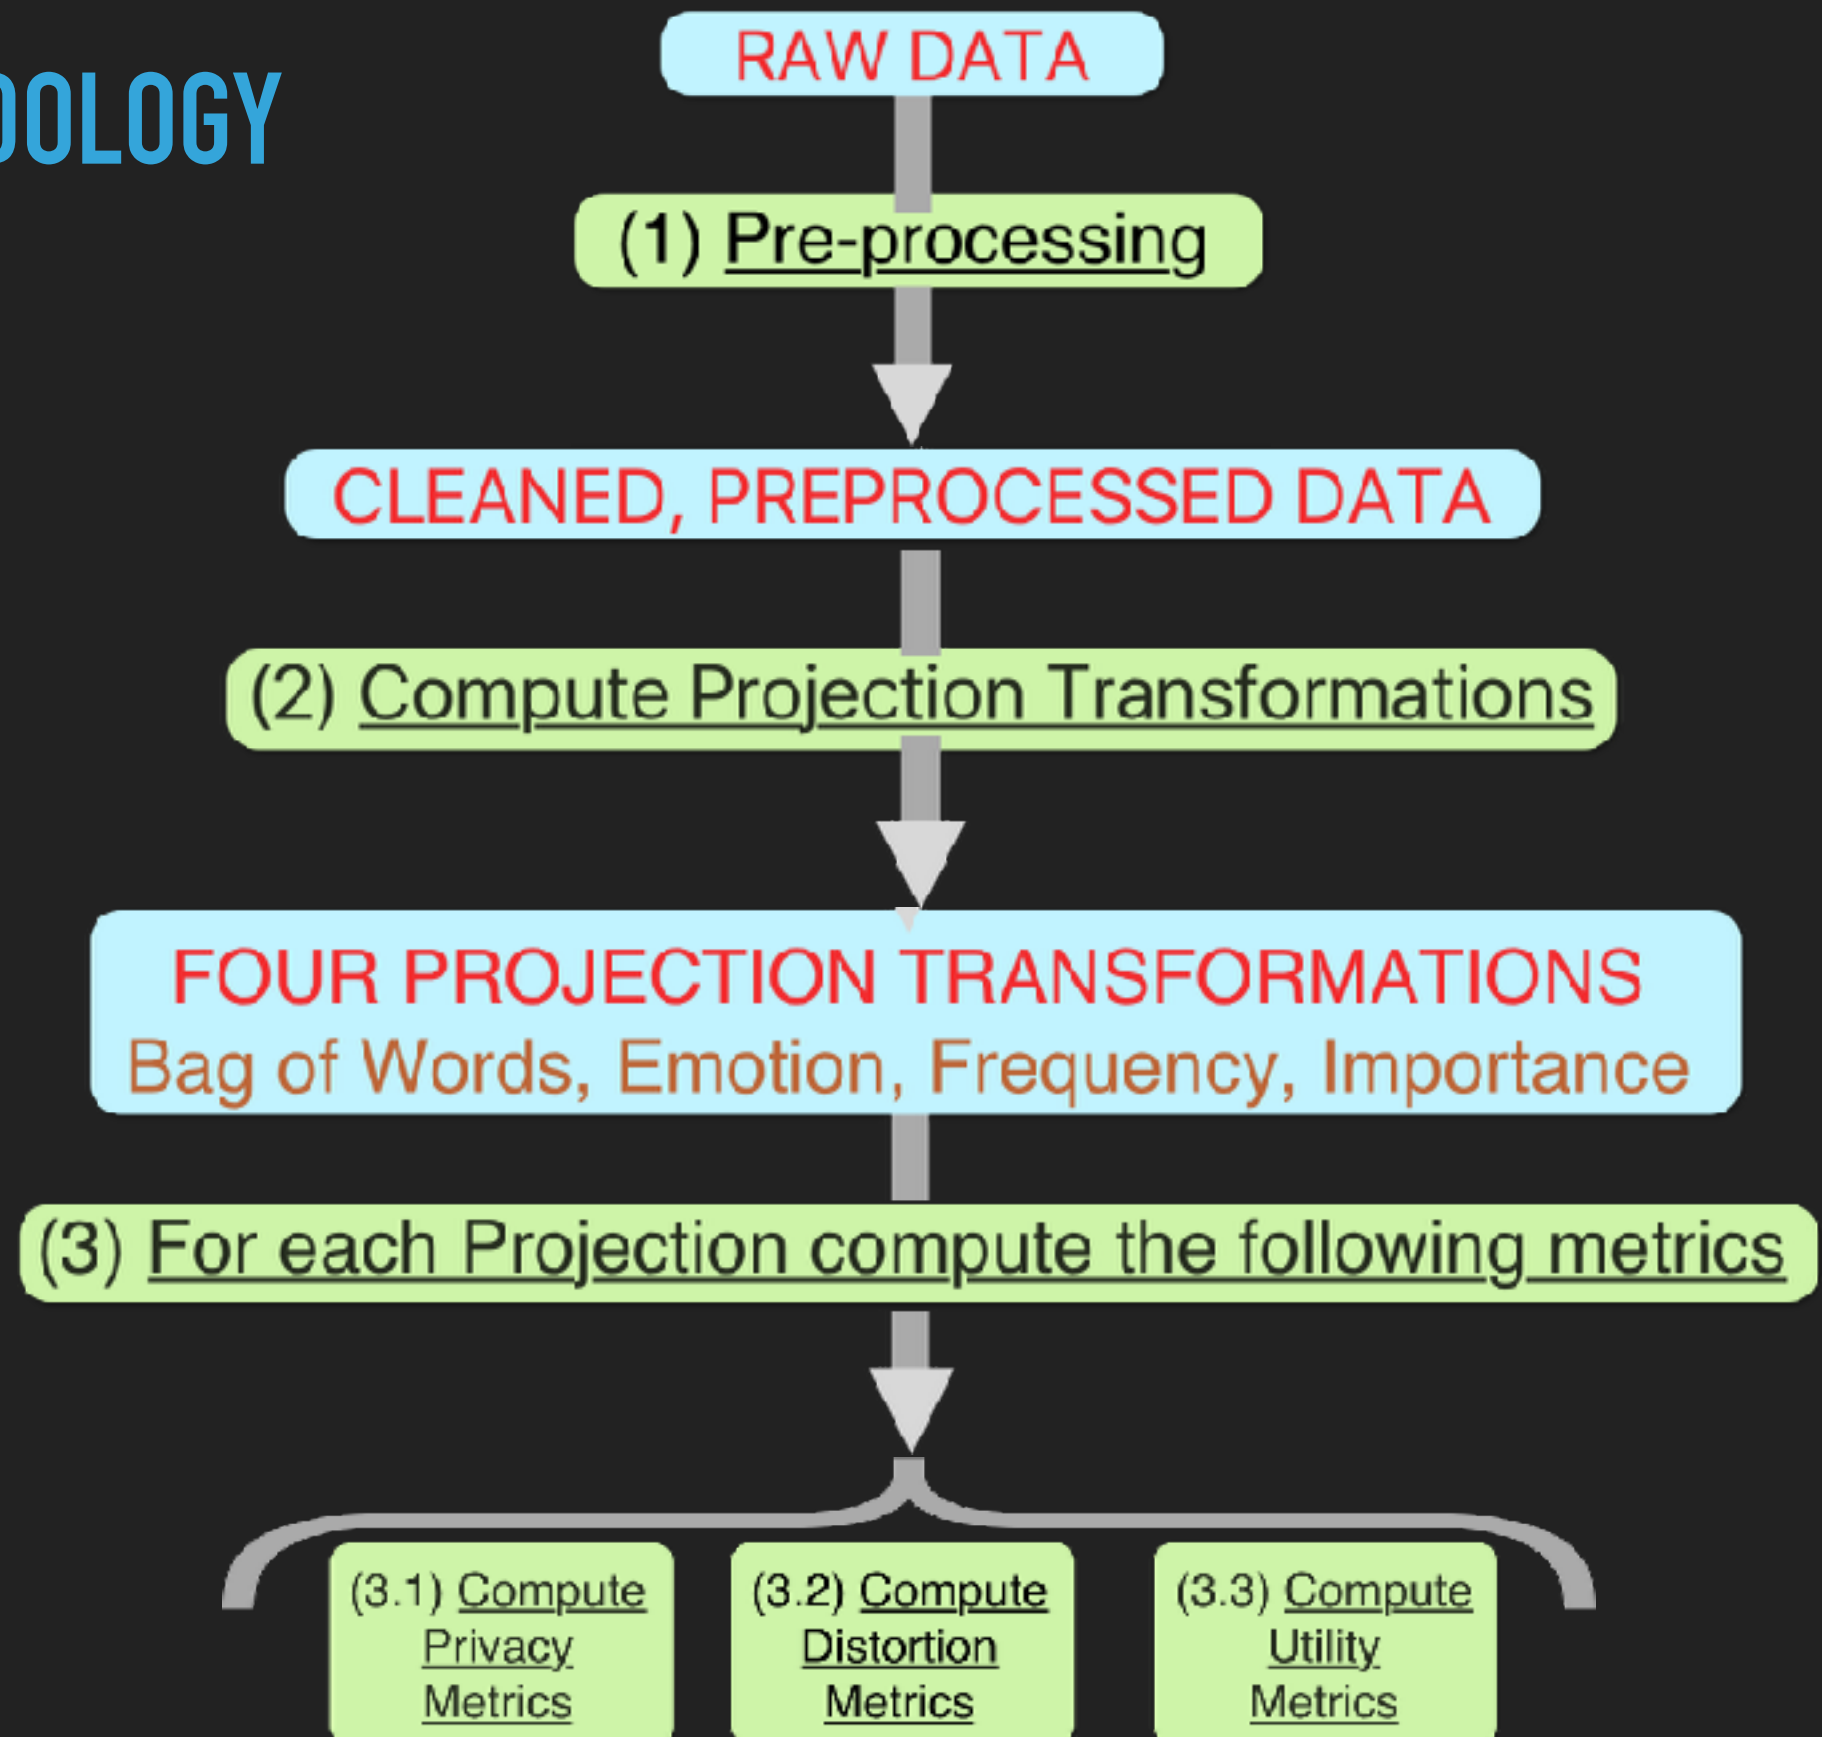 OLOGY
RAW DATA
(1) Pre-processing
CLEANED, PREPROCESSED DATA
(2) Compute Projection Transformations
FOUR PROJECTION TRANSFORMATIONS
Bag of Words, Emotion, Frequency, Importance
(3) For each Projection compute the following metrics
(3.1) Compute
Privacy
Metrics
(3.2) Compute
Distortion
Metrics
(3.3) Compute
Utility
Metrics